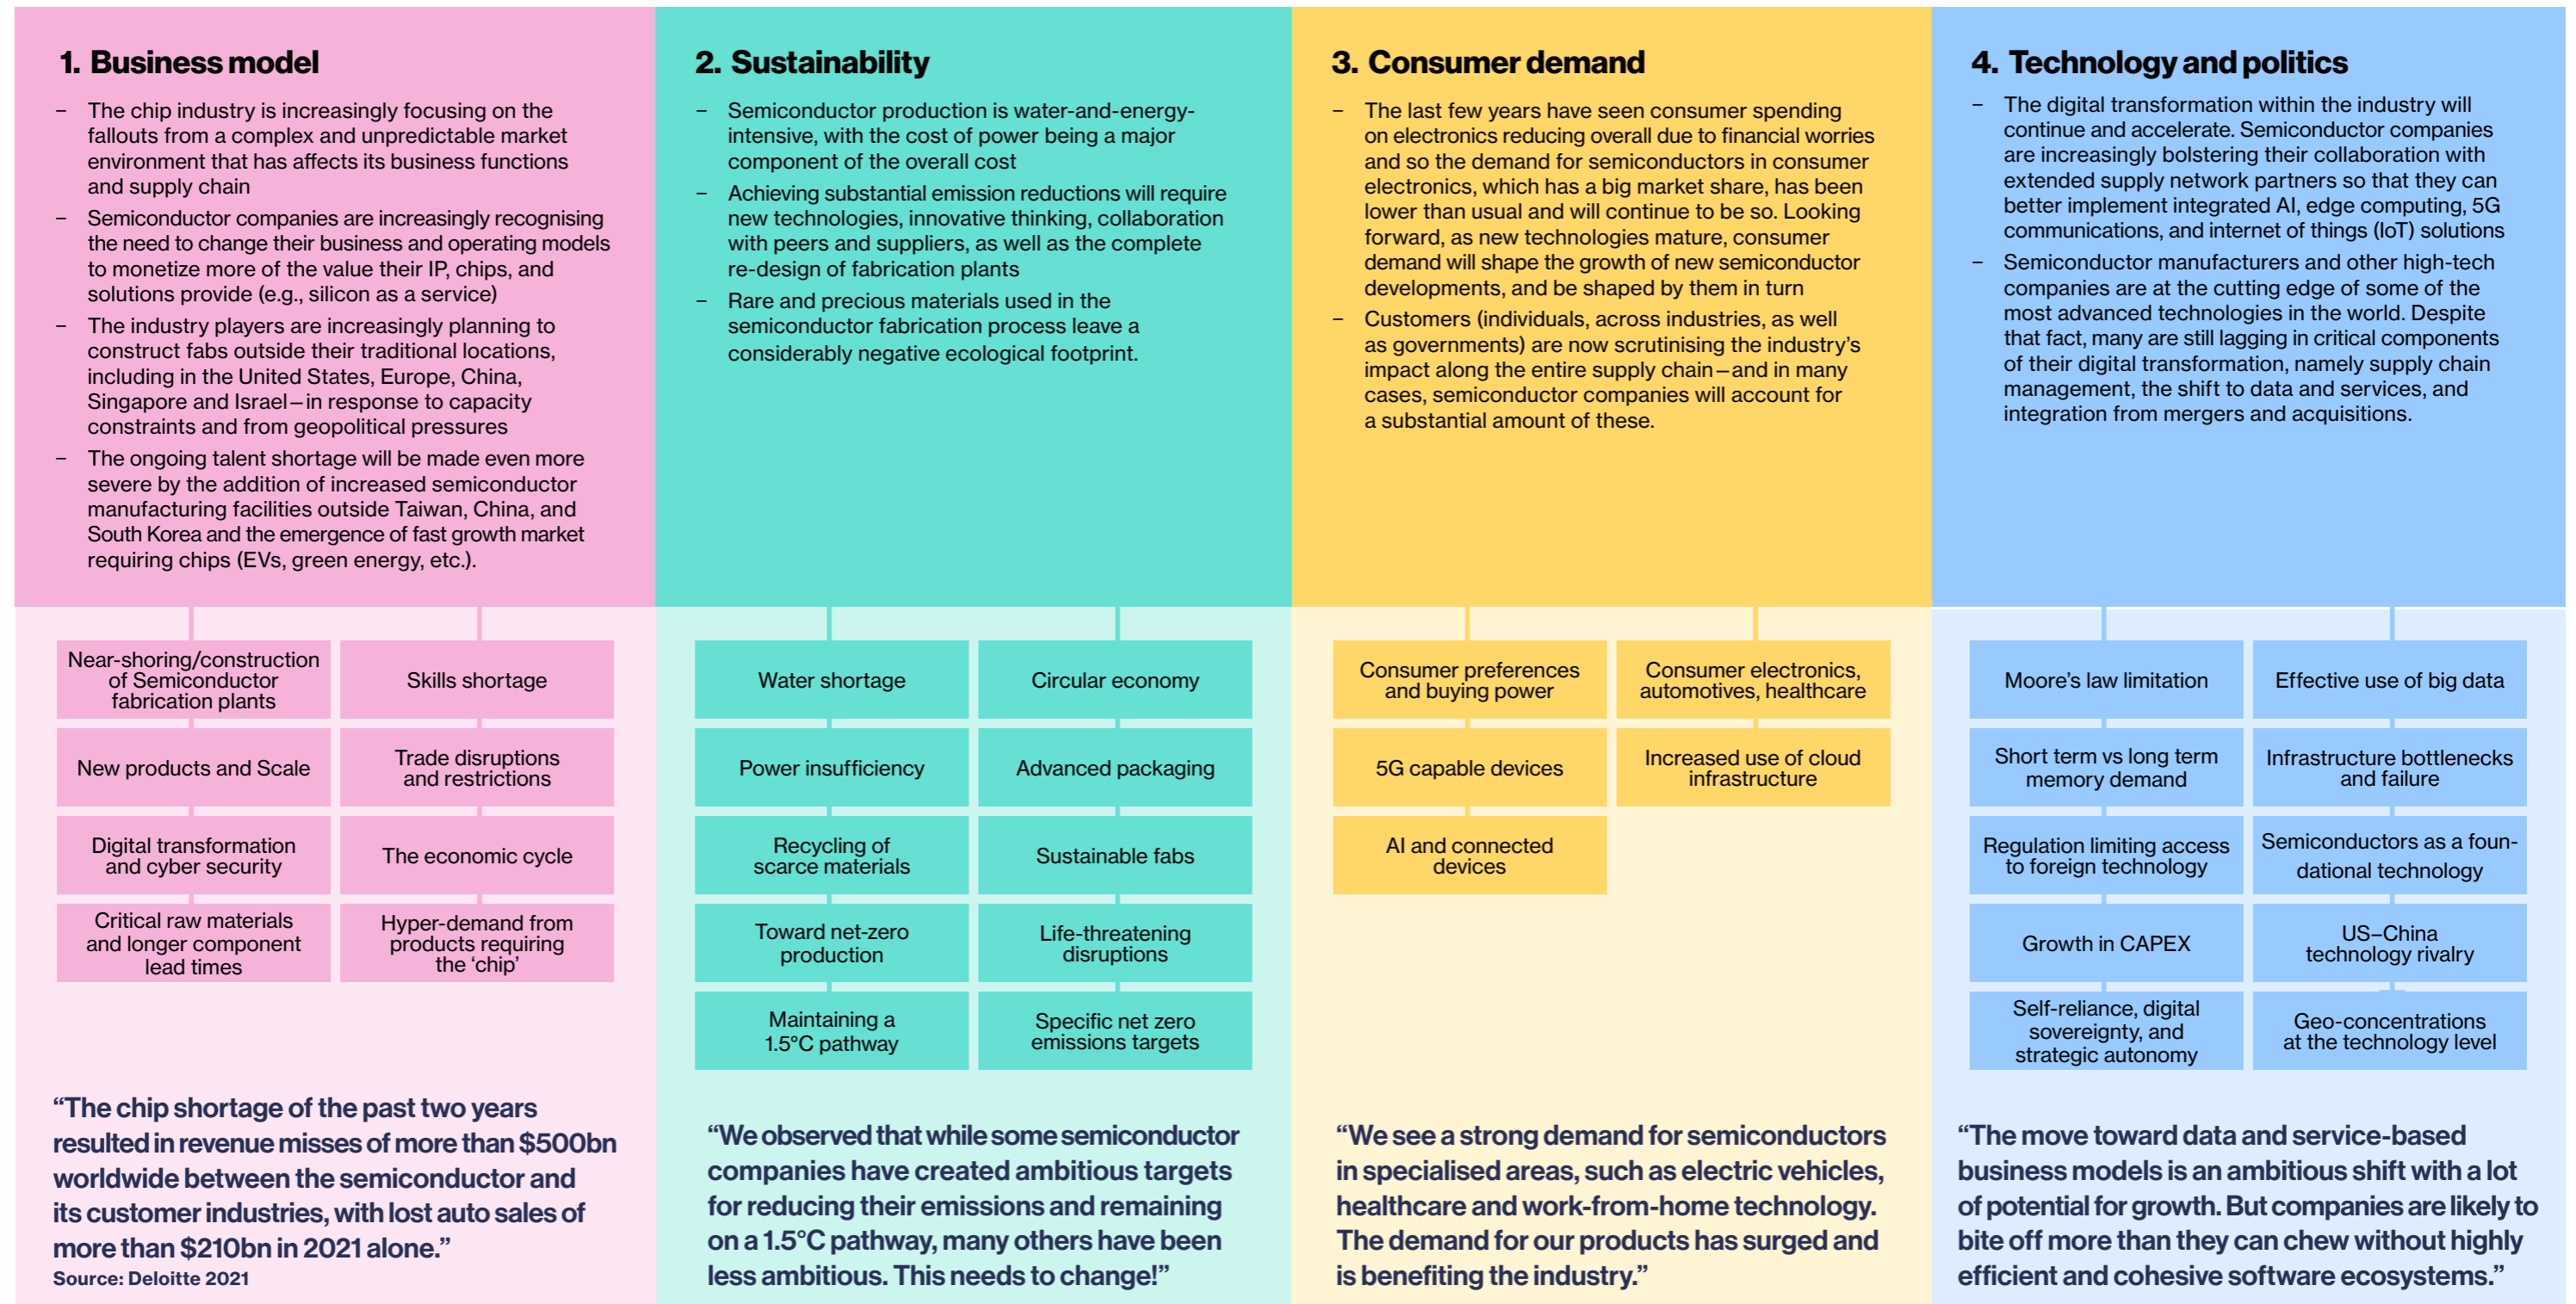 1. Business model
– The chip industry is increasingly focusing on the
fallouts from a complex and unpredictable market
environment that has affects its business functions
and supply chain
– Semiconductor companies are increasingly recognising
the need to change their business and operating models
to monetize more of the value their IP, chips, and
solutions provide (e.g., silicon as a service)
– The industry players are increasingly planning to
construct fabs outside their traditional locations,
including in the United States, Europe, China,
Singapore and Israel–in response to capacity
constraints and from geopolitical pressures
– The ongoing talent shortage will be made even more
severe by the addition of increased semiconductor
manufacturing facilities outside Taiwan, China, and
South Korea and the emergence of fast growth market
requiring chips (EVs, green energy, etc.).
Near-shoring/construction
of Semiconductor
fabrication plants
Skills shortage
New products and Scale
Trade disruptions
and restrictions
Digital transformation
and cyber security
The economic cycle
Critical raw materials
and longer component
lead times
Hyper-demand from
products requiring
the ‘chip’
“The chip shortage of the past two years
resulted in revenue misses of more than $500bn
worldwide between the semiconductor and
its customer industries, with lost auto sales of
more than $210bn in 2021 alone.”
Source: Deloitte 2021
2. Sustainability
– Semiconductor production is water-and-energy-
intensive, with the cost of power being a major
component of the overall cost
– Achieving substantial emission reductions will require
new technologies, innovative thinking, collaboration
with peers and suppliers, as well as the complete
re-design of fabrication plants
– Rare and precious materials used in the
semiconductor fabrication process leave a
considerably negative ecological footprint.
Water shortage
Circular economy
Power insufficiency
Advanced packaging
Recycling of
scarce materials
Sustainable fabs
Toward net-zero
production
Life-threatening
disruptions
Maintaining a
1.5°C pathway
Specific net zero
emissions targets
“We observed that while some semiconductor
companies have created ambitious targets
for reducing their emissions and remaining
on a 1.5°C pathway, many others have been
less ambitious. This needs to change!”
3. Consumer demand
– The last few years have seen consumer spending
on electronics reducing overall due to financial worries
and so the demand for semiconductors in consumer
electronics, which has a big market share, has been
lower than usual and will continue to be so. Looking
forward, as new technologies mature, consumer
demand will shape the growth of new semiconductor
developments, and be shaped by them in turn
– Customers (individuals, across industries, as well
as governments) are now scrutinising the industry’s
impact along the entire supply chain–and in many
cases, semiconductor companies will account for
a substantial amount of these.
Consumer preferences
and buying power
Consumer electronics,
automotives, healthcare
5G capable devices
Increased use of cloud
infrastructure
AI and connected
devices
“We see a strong demand for semiconductors
in specialised areas, such as electric vehicles,
healthcare and work-from-home technology.
The demand for our products has surged and
is benefiting the industry.”
4. Technology and politics
– The digital transformation within the industry will
continue and accelerate. Semiconductor companies
are increasingly bolstering their collaboration with
extended supply network partners so that they can
better implement integrated AI, edge computing, 5G
communications, and internet of things (IoT) solutions
– Semiconductor manufacturers and other high-tech
companies are at the cutting edge of some of the
most advanced technologies in the world. Despite
that fact, many are still lagging in critical components
of their digital transformation, namely supply chain
management, the shift to data and services, and
integration from mergers and acquisitions.
Moore’s law limitation
Effective use of big data
Short term vs long term
memory demand
Infrastructure bottlenecks
and failure
Regulation limiting access
to foreign technology
Semiconductors as a foun-
dational technology
Growth in CAPEX
US–China
technology rivalry
Self-reliance, digital
sovereignty, and
strategic autonomy
Geo-concentrations
at the technology level
“The move toward data and service-based
business models is an ambitious shift with a lot
of potential for growth. But companies are likely to
bite off more than they can chew without highly
efficient and cohesive software ecosystems.”